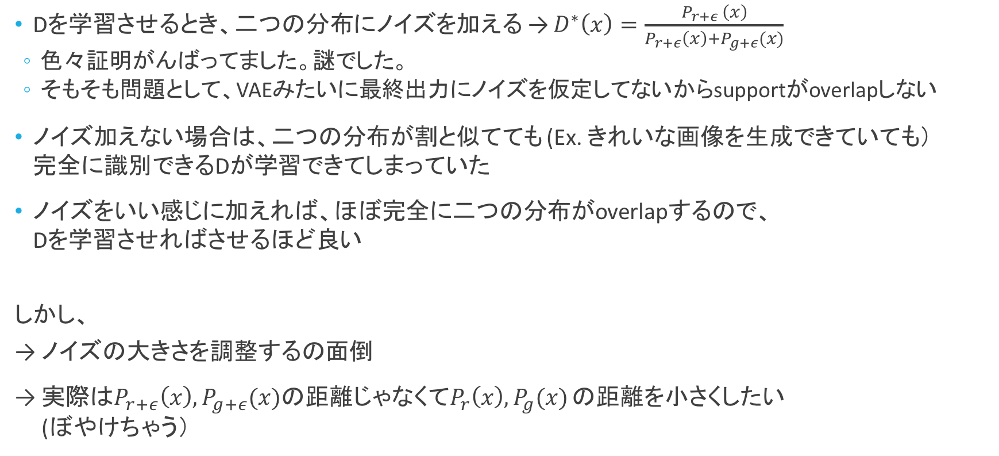 • Dを学習させるとき、二つの分布にノイズを加える → D*(x) = P_{r+ϵ}(x) / (P_{r+ϵ}(x)+P_{g+ϵ}(x))
◦ 色々証明がんばってました。謎でした。
◦ そもそも問題として、VAEみたいに最終出力にノイズを仮定してないからsupportがoverlapしない
• ノイズ加えない場合は、二つの分布が割と似てても(Ex. きれいな画像を生成できていても）
完全に識別できるDが学習できてしまっていた
• ノイズをいい感じに加えれば、ほぼ完全に二つの分布がoverlapするので、
Dを学習させればさせるほど良い
しかし、
→ ノイズの大きさを調整するの面倒
→ 実際はP_{r+ϵ}(x), P_{g+ϵ}(x)の距離じゃなくてP_r(x), P_g(x) の距離を小さくしたい
(ぼやけちゃう）